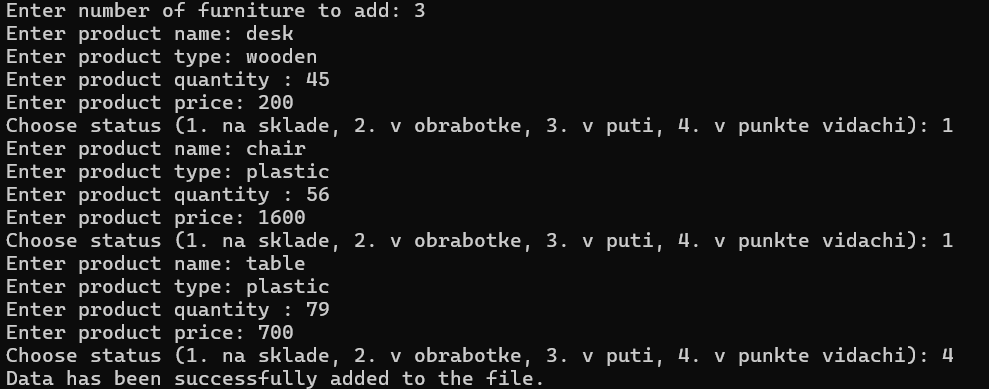 Enter number of furniture to add: 3
Enter product name: desk
Enter product type: wooden
Enter product quantity : 45
Enter product price: 200
Choose status (1. na sklade, 2. v obrabotke, 3. v puti, 4. v punkte vidachi): 1
Enter product name: chair
Enter product type: plastic
Enter product quantity : 56
Enter product price: 1600
Choose status (1. na sklade, 2. v obrabotke, 3. v puti, 4. v punkte vidachi): 1
Enter product name: table
Enter product type: plastic
Enter product quantity : 79
Enter product price: 700
Choose status (1. na sklade, 2. v obrabotke, 3. v puti, 4. v punkte vidachi): 4
Data has been successfully added to the file.